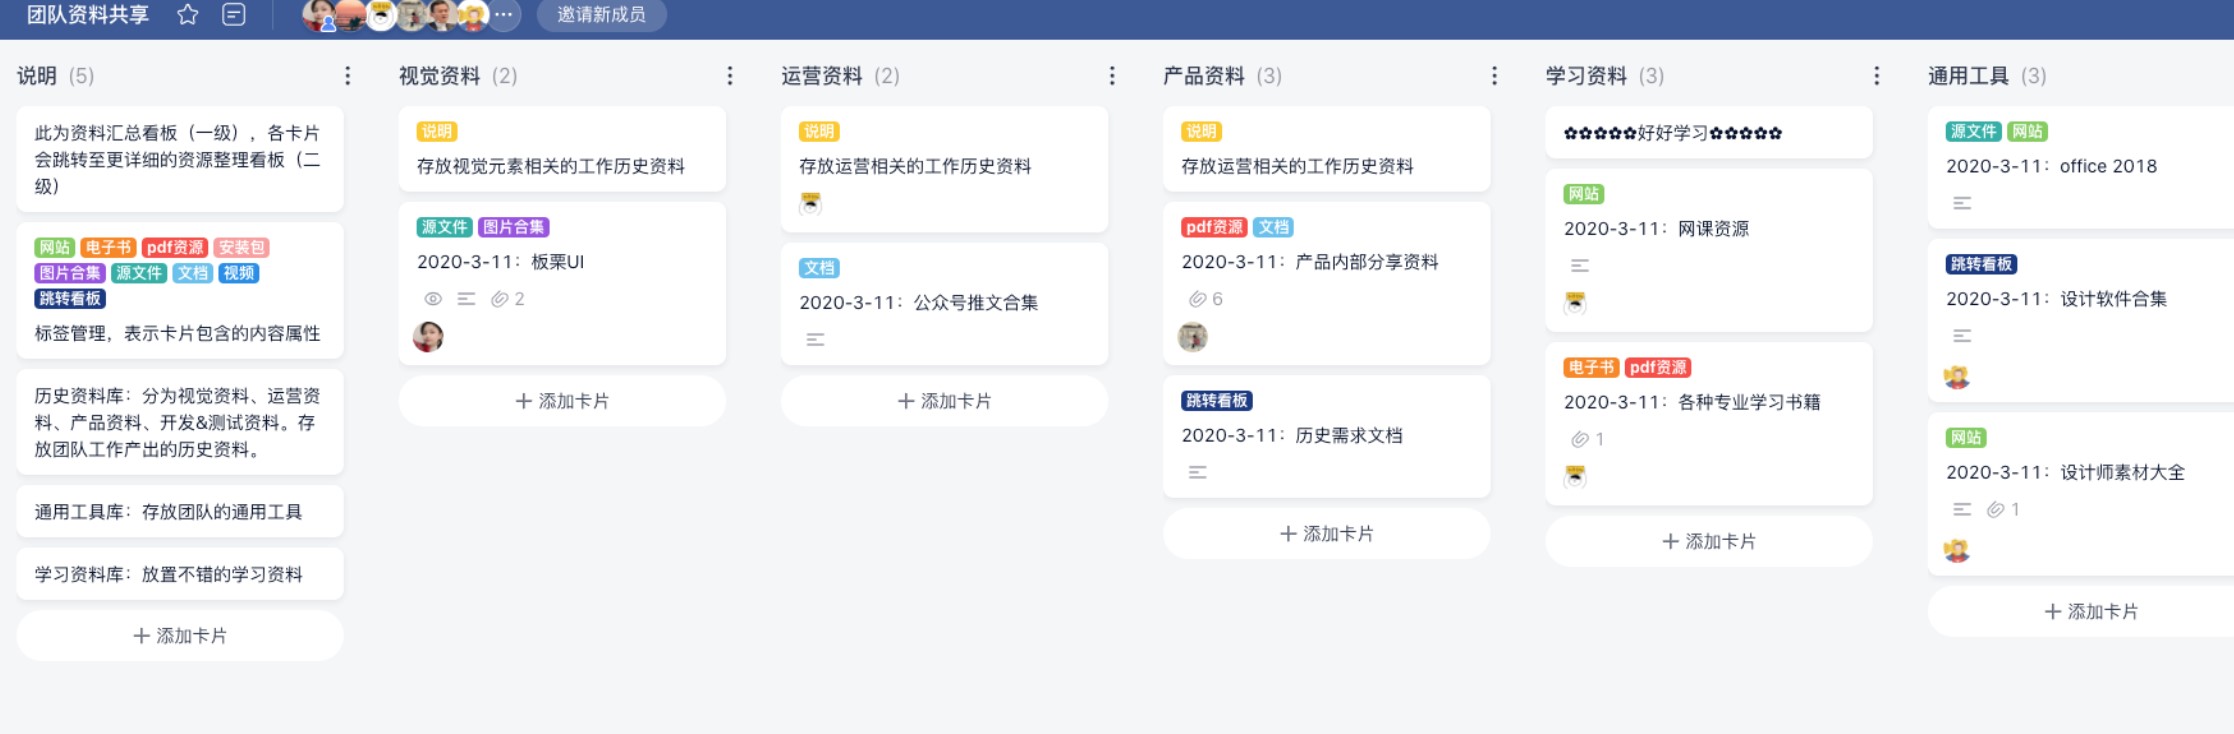 团队资料共享
邀请新成员
说明 (5)
此为资料汇总看板（一级），各卡片
会跳转至更详细的资源整理看板（二
级）
网站 电子书 pdf资源 安装包
图片合集 源文件 文档 视频
跳转看板
标签管理，表示卡片包含的内容属性
历史资料库：分为视觉资料、运营资
料、产品资料、开发&测试资料。存
放团队工作产出的历史资料。
通用工具库：存放团队的通用工具
学习资料库：放置不错的学习资料
+ 添加卡片
视觉资料 (2)
说明
存放视觉元素相关的工作历史资料
源文件 图片合集
2020-3-11：板栗UI
2
+ 添加卡片
运营资料 (2)
说明
存放运营相关的工作历史资料
文档
2020-3-11：公众号推文合集
+ 添加卡片
产品资料 (3)
说明
存放运营相关的工作历史资料
pdf资源 文档
2020-3-11：产品内部分享资料
6
跳转看板
2020-3-11：历史需求文档
+ 添加卡片
学习资料 (3)
✿✿✿✿✿好好学习✿✿✿✿✿
网站
2020-3-11：网课资源
电子书 pdf资源
2020-3-11：各种专业学习书籍
1
+ 添加卡片
通用工具 (3)
源文件 网站
2020-3-11：office 2018
跳转看板
2020-3-11：设计软件合集
网站
2020-3-11：设计师素材大全
1
+ 添加卡片